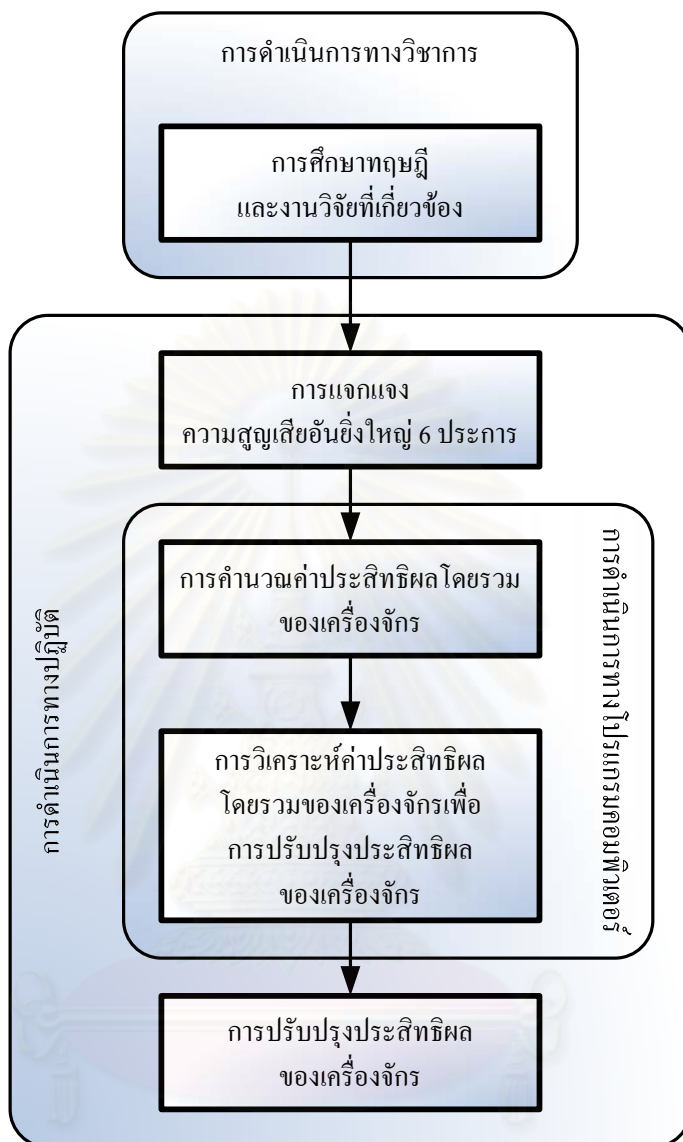 การดำเนินการทางวิชาการ
การศึกษาทฤษฎี
และงานวิจัยที่เกี่ยวข้อง
การแจกแจง
ความสูญเสียอันยิ่งใหญ่ 6 ประการ
การคำนวณค่าประสิทธิผลโดยรวม
ของเครื่องจักร
การวิเคราะห์ค่าประสิทธิผล
โดยรวมของเครื่องจักรเพื่อ
การปรับปรุงประสิทธิผล
ของเครื่องจักร
การดำเนินการทางโปรแกรมคอมพิวเตอร์
การดำเนินการทางปฏิบัติ
การปรับปรุงประสิทธิผล
ของเครื่องจักร